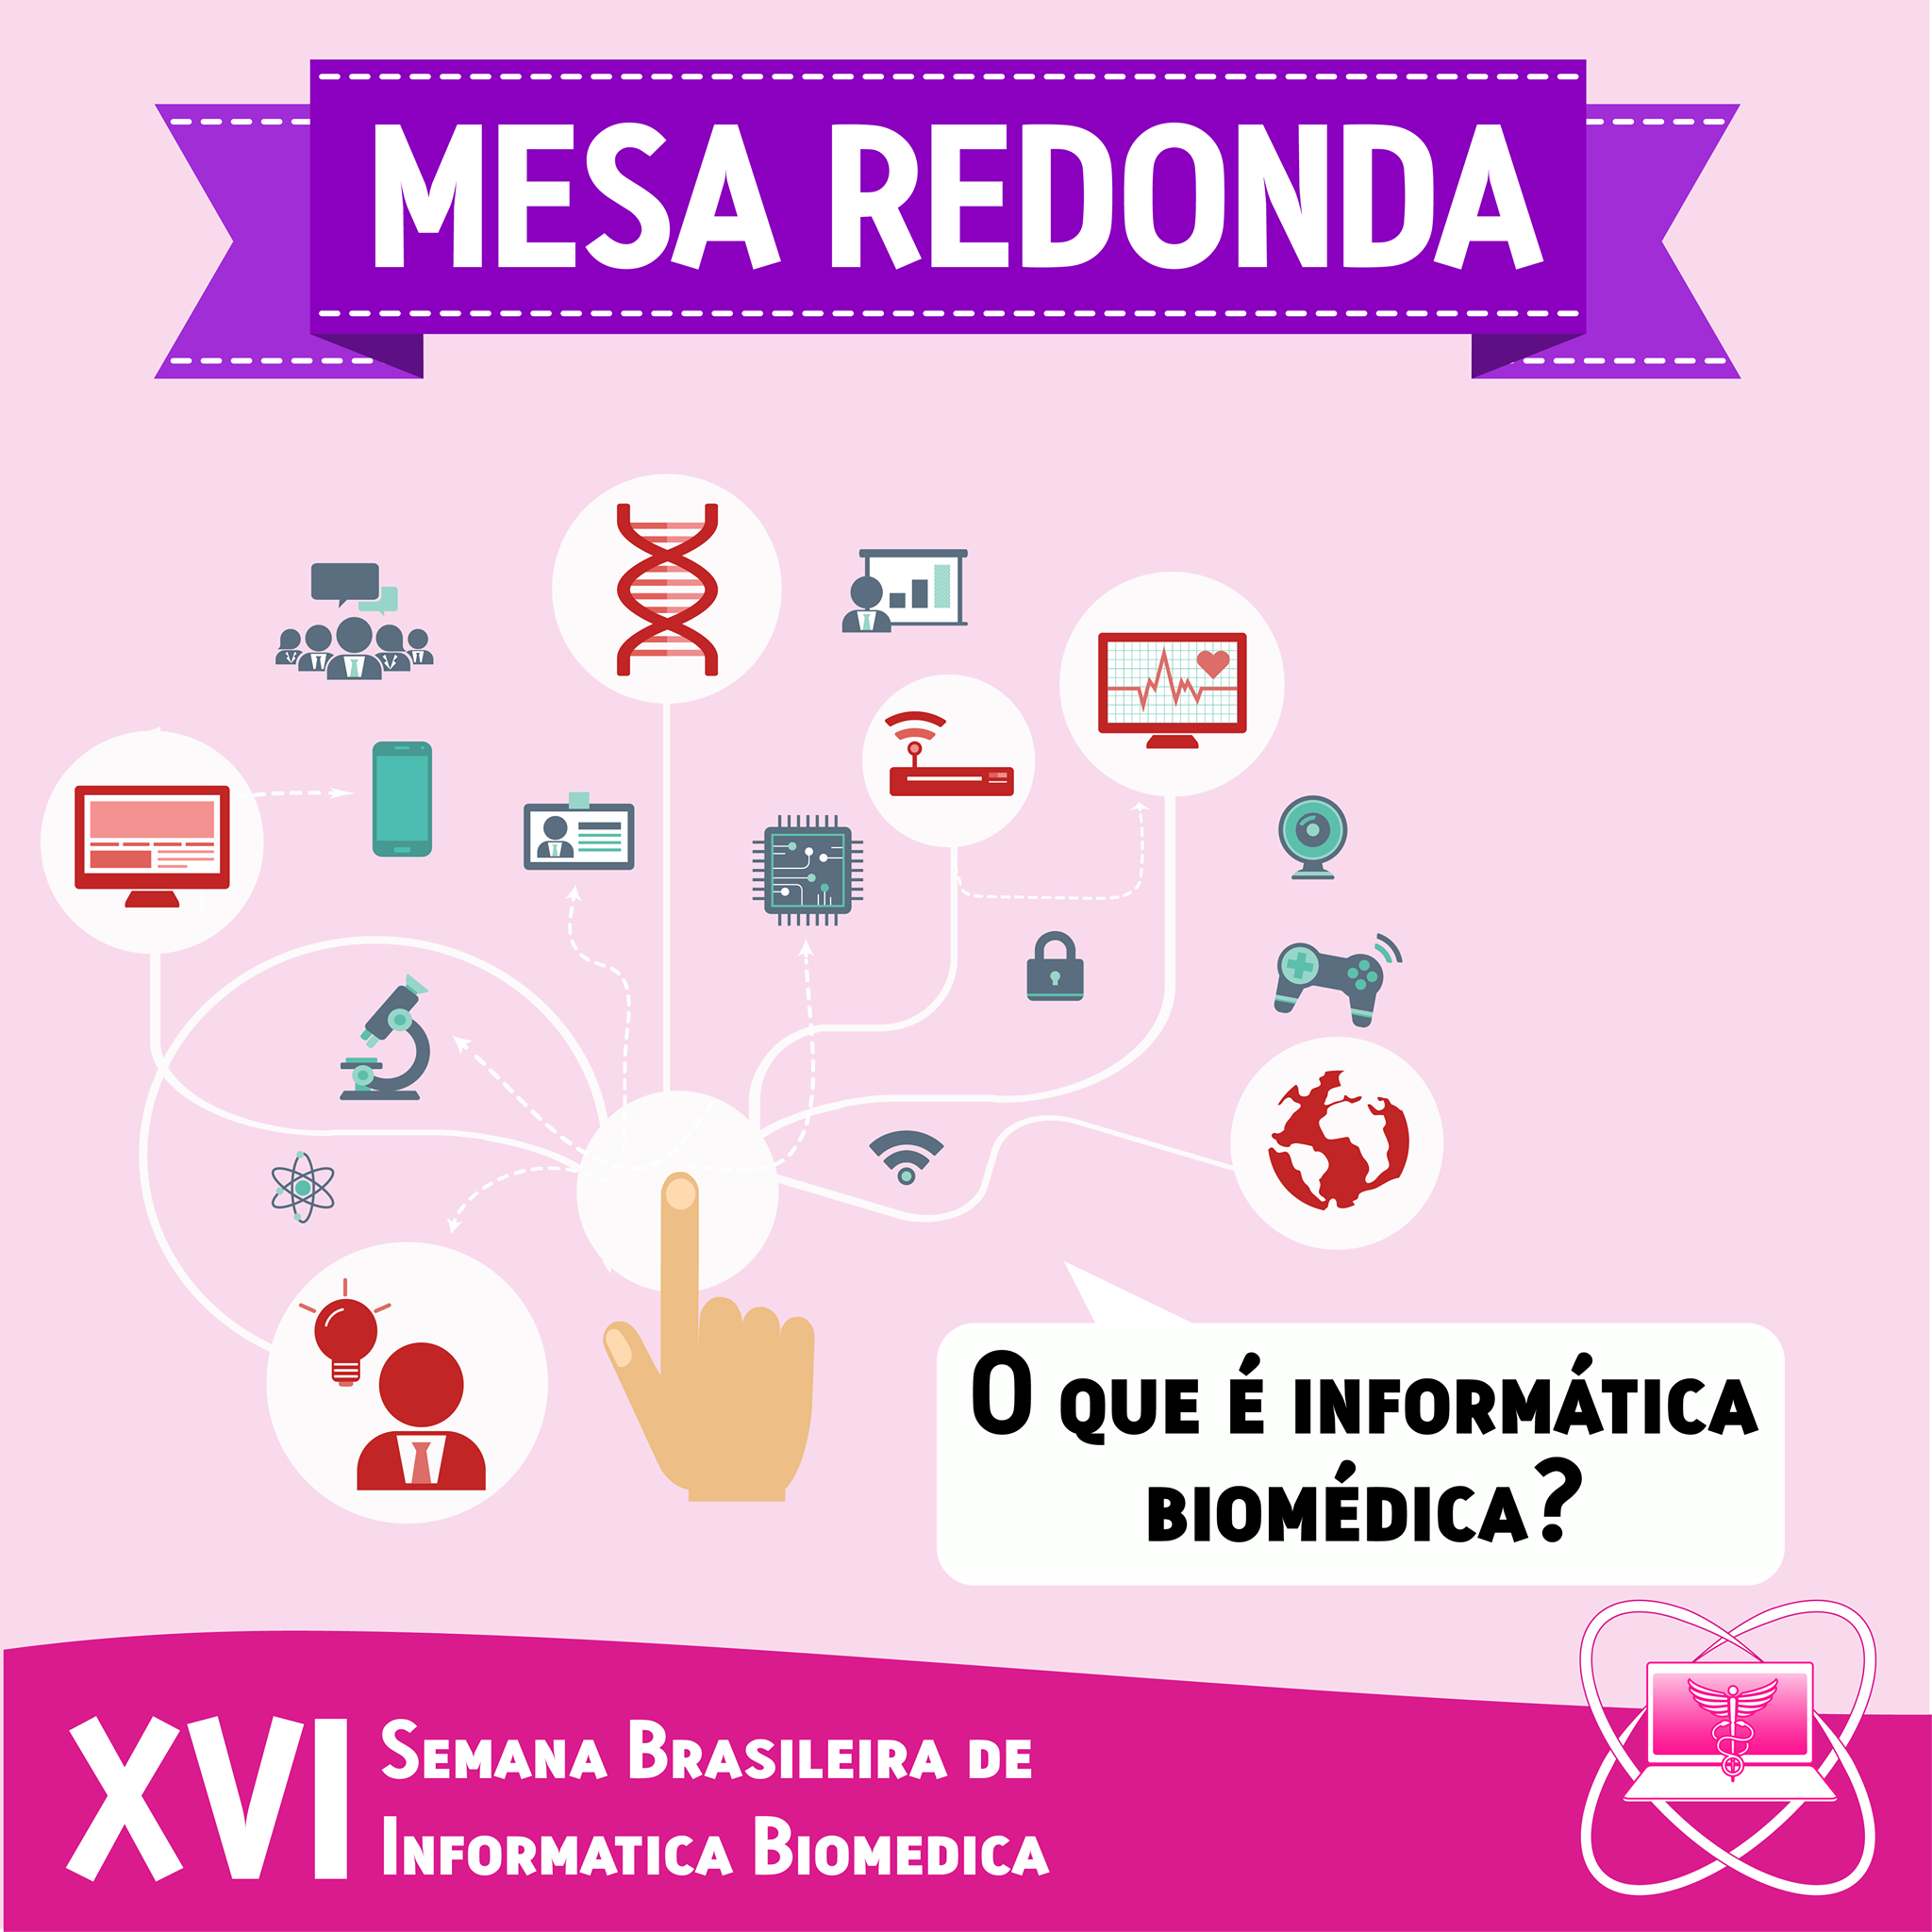 MESA REDONDA
O QUE É INFORMÁTICA
BIOMÉDICA?
XVI
SEMANA BRASILEIRA DE
INFORMATICA BIOMEDICA